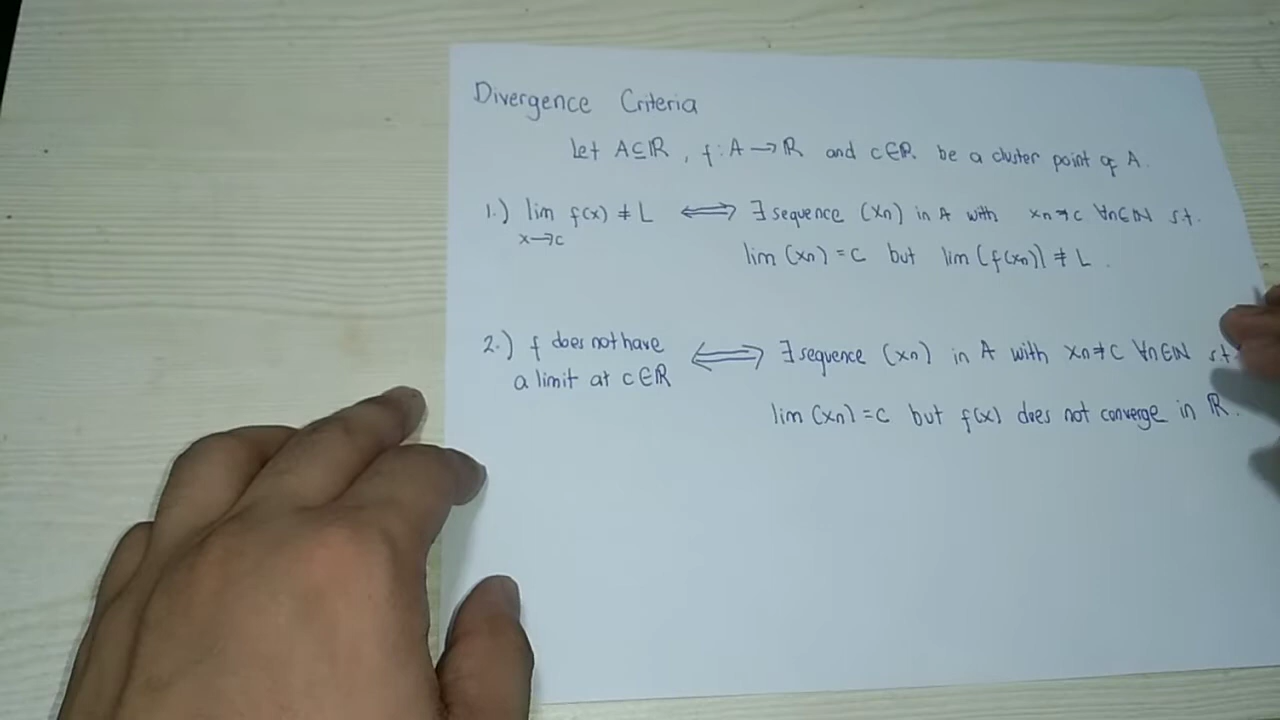 Divergence Criteria
Let A⊆ℝ, f: A→ℝ and c∈ℝ be a cluster point of A.
1.) lim f(x) ≠ L ⟺ ∃ sequence (xn) in A with xn≠c ∀n∈ℕ s.t.
x→c
lim (xn) = c but lim (f(xn)) ≠ L.
2.) f does not have ⟺ ∃ sequence (xn) in A with xn≠c ∀n∈ℕ s.t.
a limit at c∈ℝ
lim (xn) = c but f(x) does not converge in ℝ.